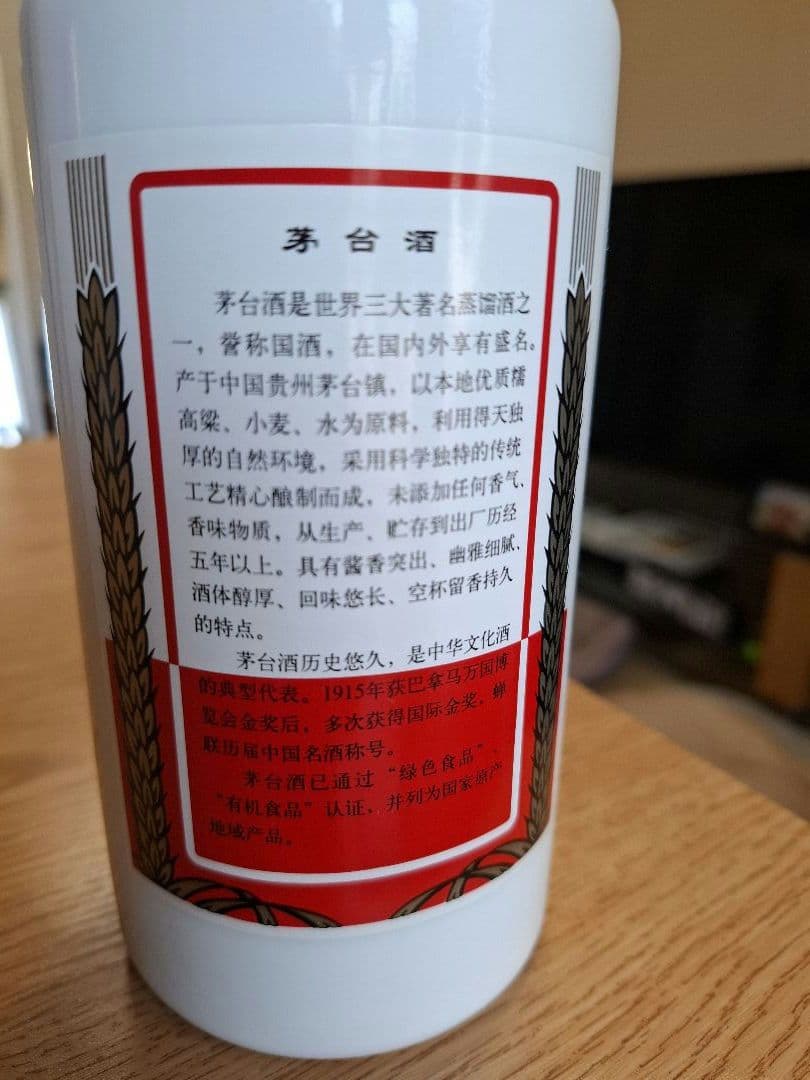 茅台酒
茅台酒是世界三大著名蒸馏酒之
一，誉称国酒，在国内外享有盛名。
产于中国贵州茅台镇，以本地优质糯
高粱、小麦、水为原料，利用得天独
厚的自然环境，采用科学独特的传统
工艺精心酿制而成，未添加任何香气、
香味物质，从生产、贮存到出厂历经
五年以上。具有酱香突出、幽雅细腻、
酒体醇厚、回味悠长、空杯留香持久
的特点。
茅台酒历史悠久，是中华文化酒
的典型代表。1915年获巴拿马万国博
览会金奖后，多次获得国际金奖，蝉
联历届中国名酒称号。
茅台酒已通过“绿色食品”、
“有机食品”认证，并列为国家原产
地域产品。